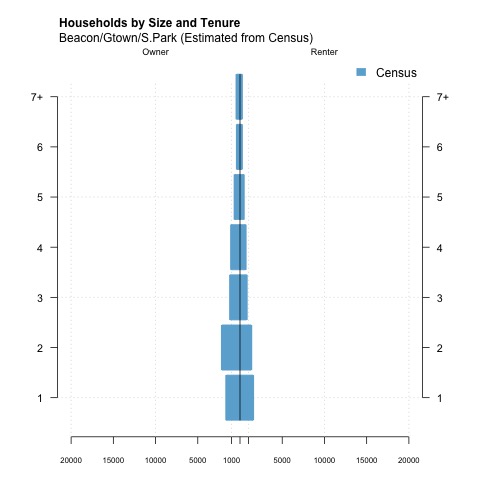 Households by Size and Tenure
Beacon/Gtown/S.Park (Estimated from Census)
Owner Renter
Census
7+ 7+
6 6
5 5
4 4
3 3
2 2
1 1
20000 15000 10000 5000 1000 5000 10000 15000 20000